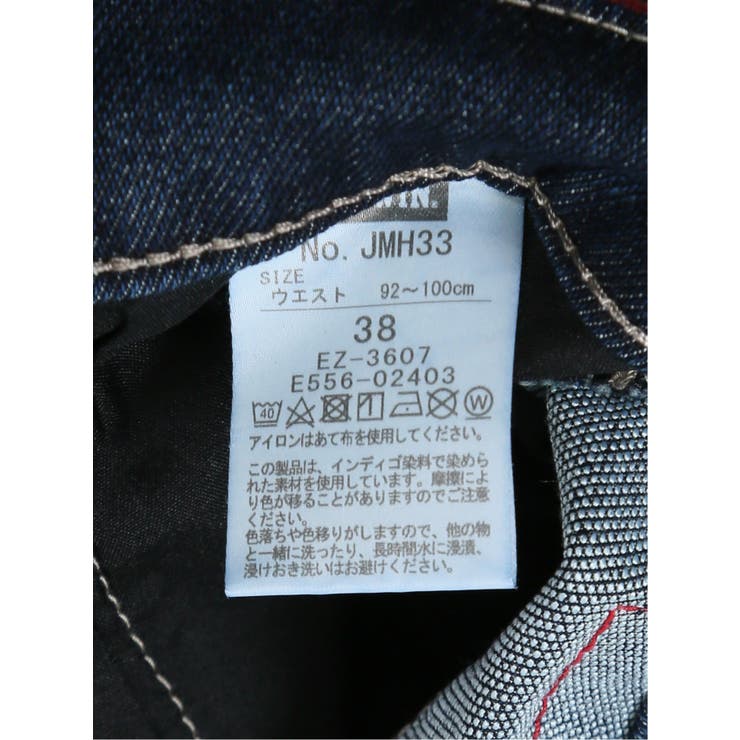 WIN.
No. JMH33
SIZE
ウエスト 92～100cm
38
EZ-3607
E556-02403
40 W
アイロンはあて布を使用してください。
この製品は、インディゴ染料で染めら
れた素材を使用しています。摩擦によ
り色が移ることがありますのでご注意
ください。
色落ちや色移りがしますので、他の物
と一緒に洗ったり、長時間水に浸漬、
浸けおき洗いはお避けください。